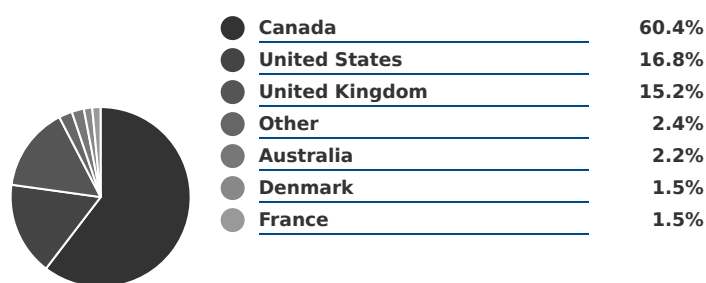 Canada 60.4%
United States 16.8%
United Kingdom 15.2%
Other 2.4%
Australia 2.2%
Denmark 1.5%
France 1.5%